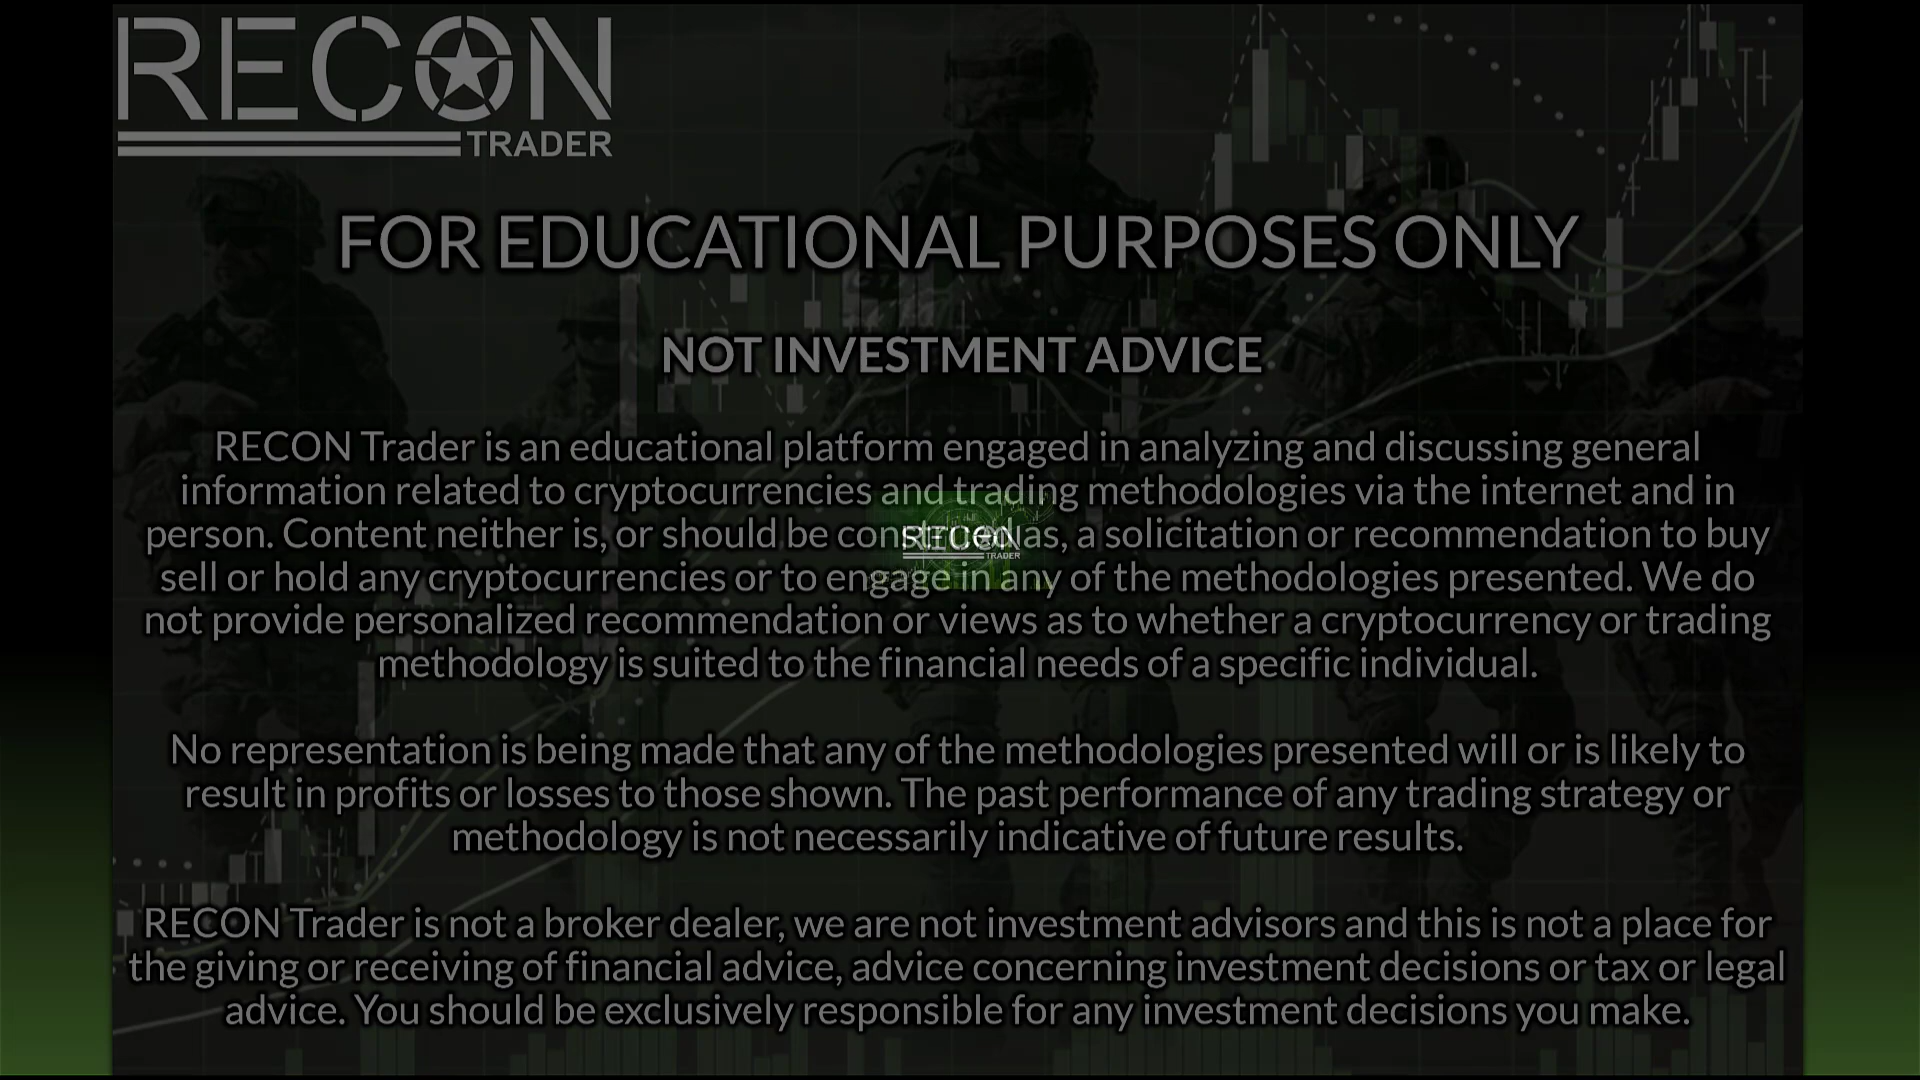 RECON
TRADER
FOR EDUCATIONAL PURPOSES ONLY
NOT INVESTMENT ADVICE
RECON Trader is an educational platform engaged in analyzing and discussing general
information related to cryptocurrencies and trading methodologies via the internet and in
person. Content neither is, or should be as, a solicitation or recommendation to buy
RECON
TRADER
sell or hold any cryptocurrencies or to engage in any of the methodologies presented. We do
not provide personalized recommendation or views as to whether a cryptocurrency or trading
methodology is suited to the financial needs of a specific individual.
No representation is being made that any of the methodologies presented will or is likely to
result in profits or losses to those shown. The past performance of any trading strategy or
methodology is not necessarily indicative of future results.
RECON Trader is not a broker dealer, we are not investment advisors and this is not a place for
the giving or receiving of financial advice, advice concerning investment decisions or tax or legal
advice. You should be exclusively responsible for any investment decisions you make.